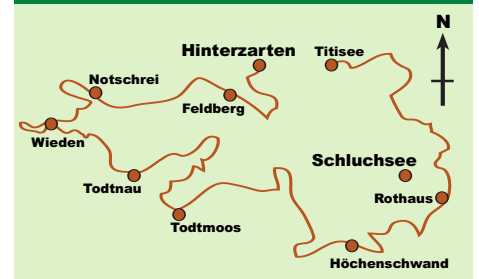 N
Hinterzarten
Titisee
Notschrei
Feldberg
Wieden
Schluchsee
Todtnau
Rothaus
Todtmoos
Höchenschwand